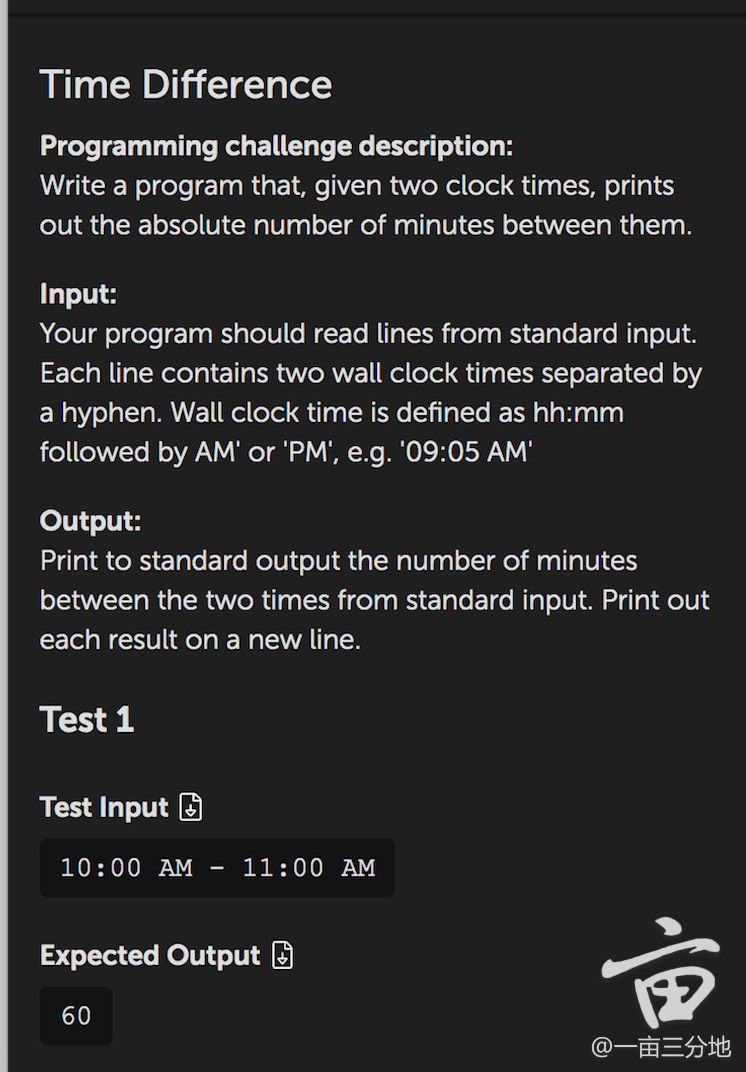 Time Difference
Programming challenge description:
Write a program that, given two clock times, prints
out the absolute number of minutes between them.
Input:
Your program should read lines from standard input.
Each line contains two wall clock times separated by
a hyphen. Wall clock time is defined as hh:mm
followed by AM' or 'PM', e.g. '09:05 AM'
Output:
Print to standard output the number of minutes
between the two times from standard input. Print out
each result on a new line.
Test 1
Test Input
10:00 AM - 11:00 AM
Expected Output
60
亩
@一亩三分地